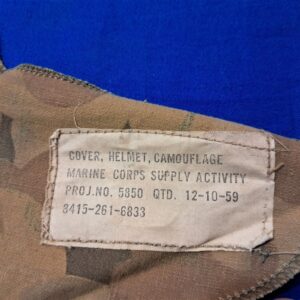 COVER, HELMET, CAMOUFLAGE
MARINE CORPS SUPPLY ACTIVITY
PROJ.NO. 5850 QTD. 12-10-59
8415-261-6833